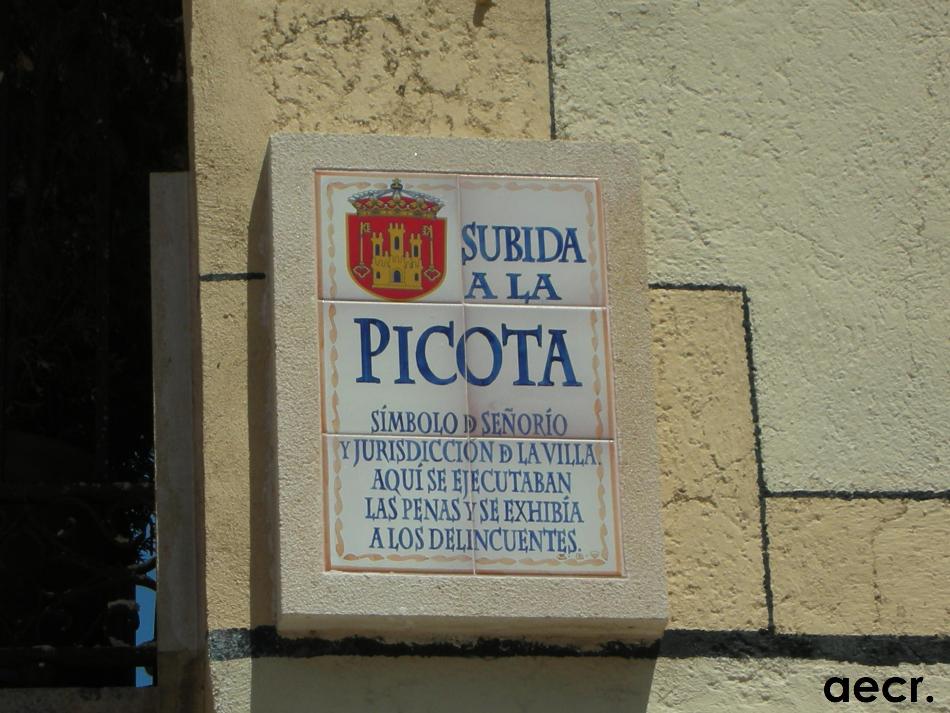 SUBIDA
A LA
PICOTA
SÍMBOLO D SEÑORÍO
Y JURISDICCIÓN D LA VILLA.
AQUÍ SE EJECUTABAN
LAS PENAS Y SE EXHIBÍA
A LOS DELINCUENTES.
aecr.